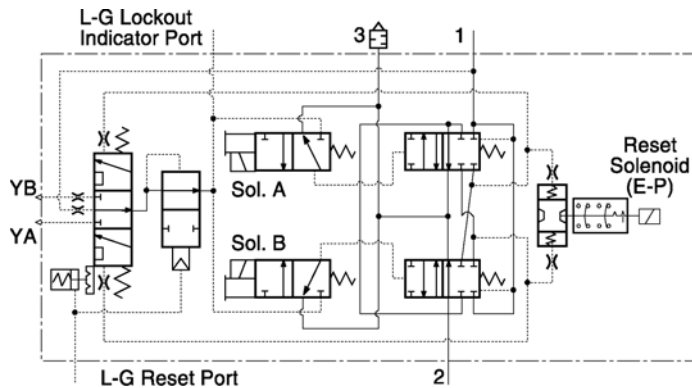 L-G Lockout
Indicator Port
3
1
YB
YA
Sol. A
Sol. B
Reset
Solenoid
(E-P)
L-G Reset Port
2